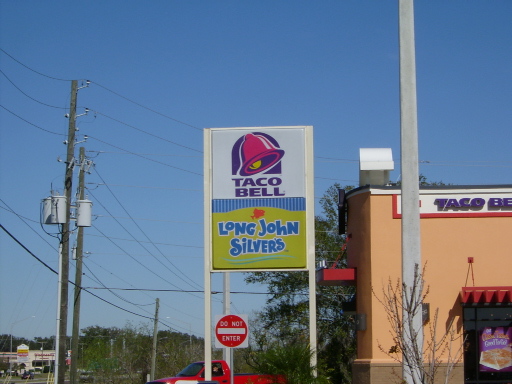 TACO
BELL
LONG JOHN
SILVER'S
TACO BE
DO NOT
ENTER